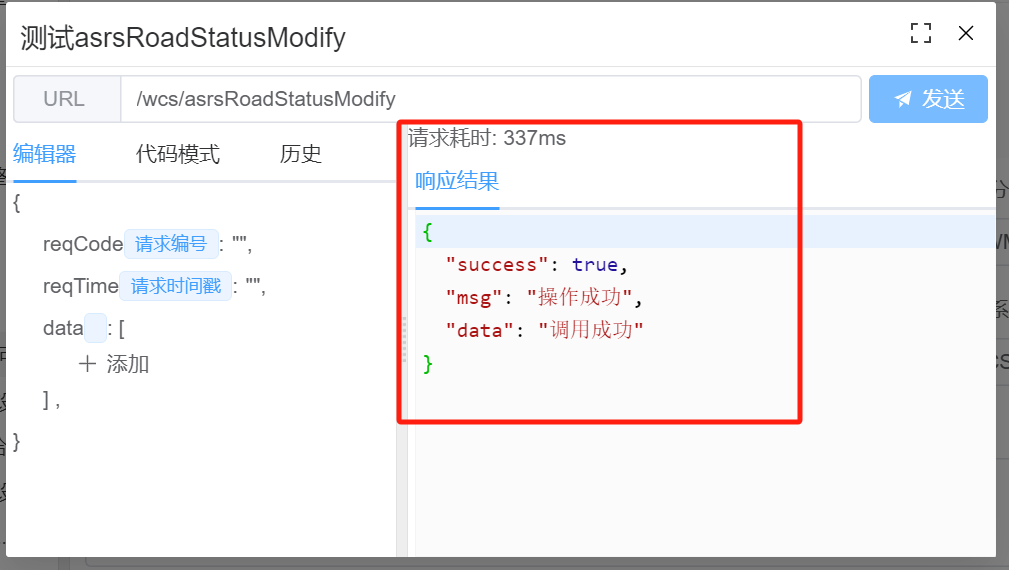 测试asrsRoadStatusModify
URL /wcs/asrsRoadStatusModify 发送
编辑器 代码模式 历史
{
reqCode 请求编号 : "",
reqTime 请求时间戳 : "",
data : [
添加
] ,
}
请求耗时: 337ms
响应结果
{
"success": true,
"msg": "操作成功",
"data": "调用成功"
}